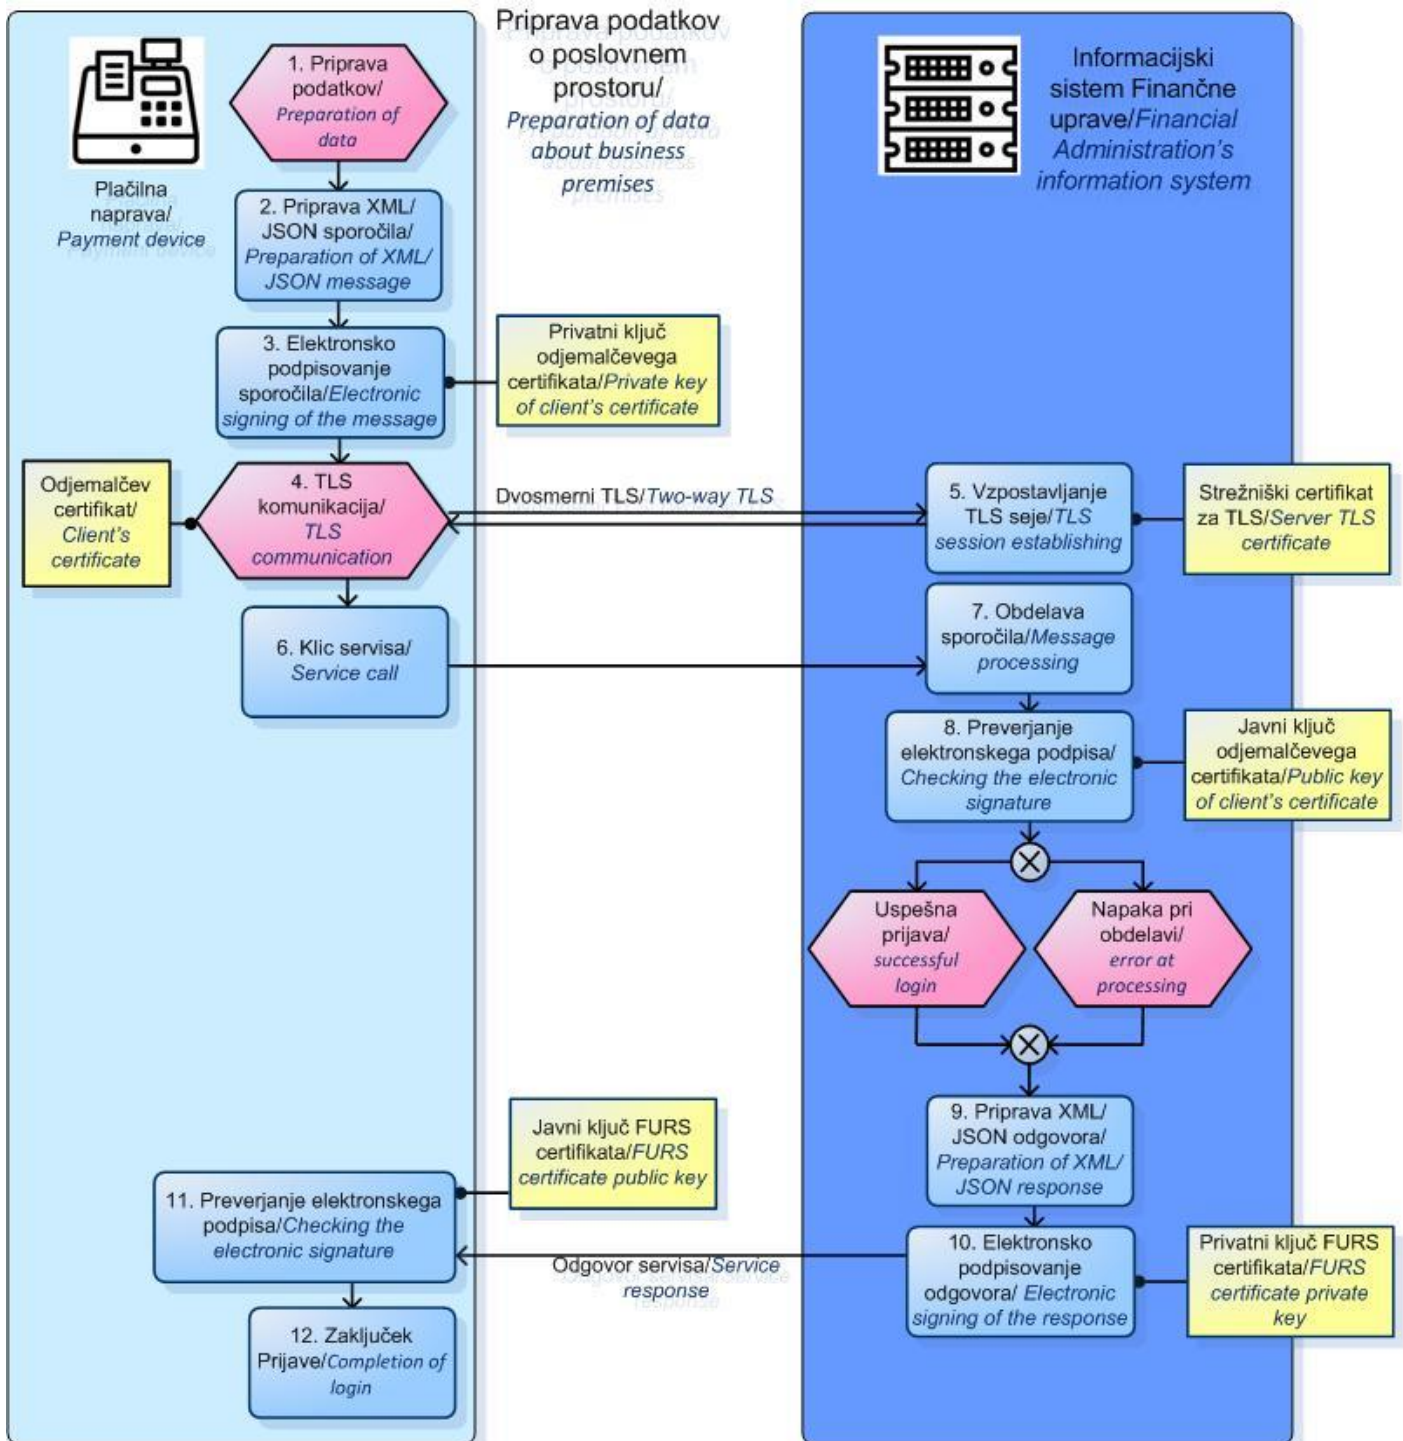 Priprava podatkov
o poslovnem
prostoru/
Preparation of data
about business
premises
Plačilna
naprava/
Payment device
1. Priprava
podatkov/
Preparation of
data
2. Priprava XML/
JSON sporočila/
Preparation of XML/
JSON message
3. Elektronsko
podpisovanje
sporočila/Electronic
signing of the message
Privatni ključ
odjemalčevega
certifikata/Private key
of client's certificate
Odjemalčev
certifikat/
Client's
certificate
4. TLS
komunikacija/
TLS
communication
Dvosmerni TLS/Two-way TLS
6. Klic servisa/
Service call
Informacijski
sistem Finančne
uprave/Financial
Administration's
information system
5. Vzpostavljanje
TLS seje/TLS
session establishing
Strežniški certifikat
za TLS/Server TLS
certificate
7. Obdelava
sporočila/Message
processing
8. Preverjanje
elektronskega podpisa/
Checking the electronic
signature
Javni ključ
odjemalčevega
certifikata/Public key
of client's certificate
Uspešna
prijava/
successful
login
Napaka pri
obdelavi/
error at
processing
9. Priprava XML/
JSON odgovora/
Preparation of XML/
JSON response
10. Elektronsko
podpisovanje
odgovora/ Electronic
signing of the response
Privatni ključ FURS
certifikata/FURS
certificate private
key
Odgovor servisa/Service
response
Javni ključ FURS
certifikata/FURS
certificate public key
11. Preverjanje elektronskega
podpisa/Checking the
electronic signature
12. Zaključek
Prijave/Completion of
login